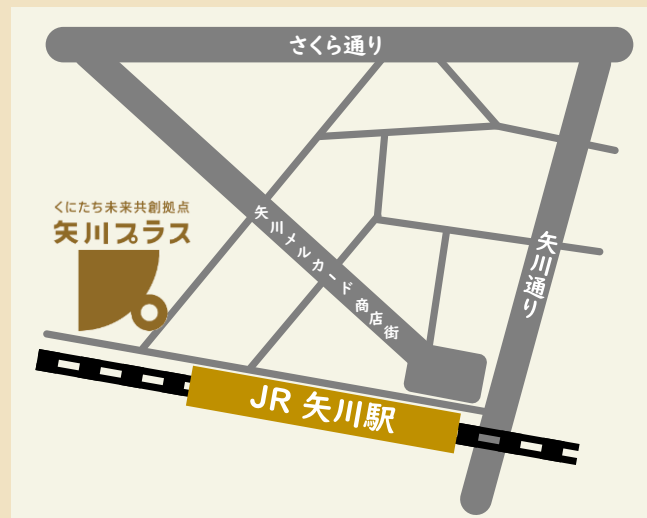 さくら通り
くにたち未来共創拠点
矢川プラス
矢川メルカード商店街
矢川通り
JR 矢川駅